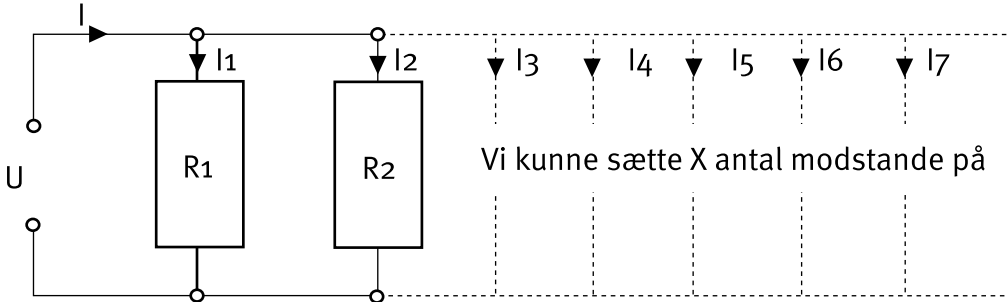 I
I1 I2 I3 I4 I5 I6 I7
U R1 R2 Vi kunne sætte X antal modstande på